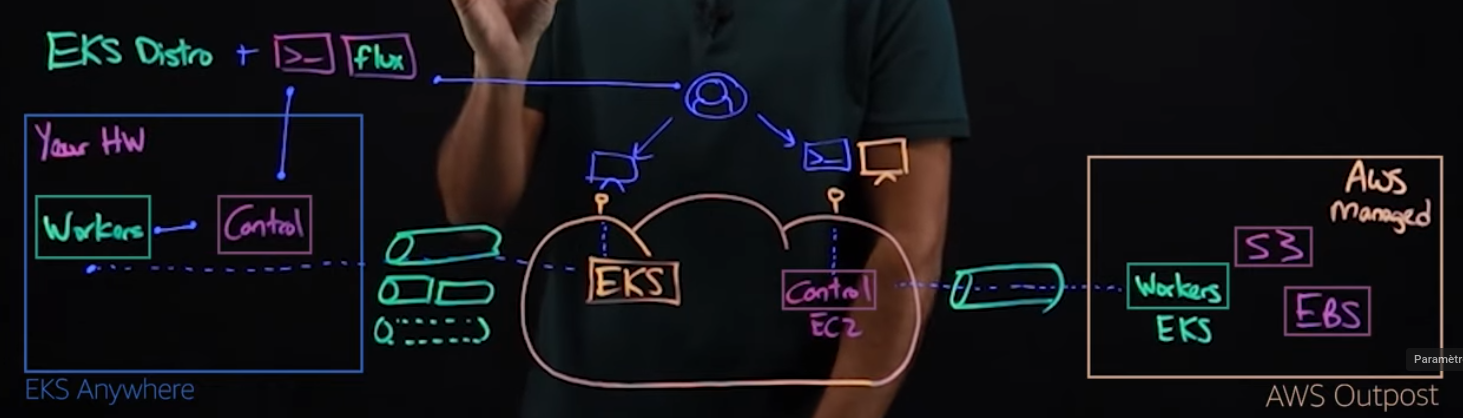 EKS Distro + >_ flux
Your HW
Workers
Control
EKS Anywhere
>_
EKS
Control
EC2
AWS
Managed
S3
Workers
EKS
EBS
AWS Outpost
Paramètr